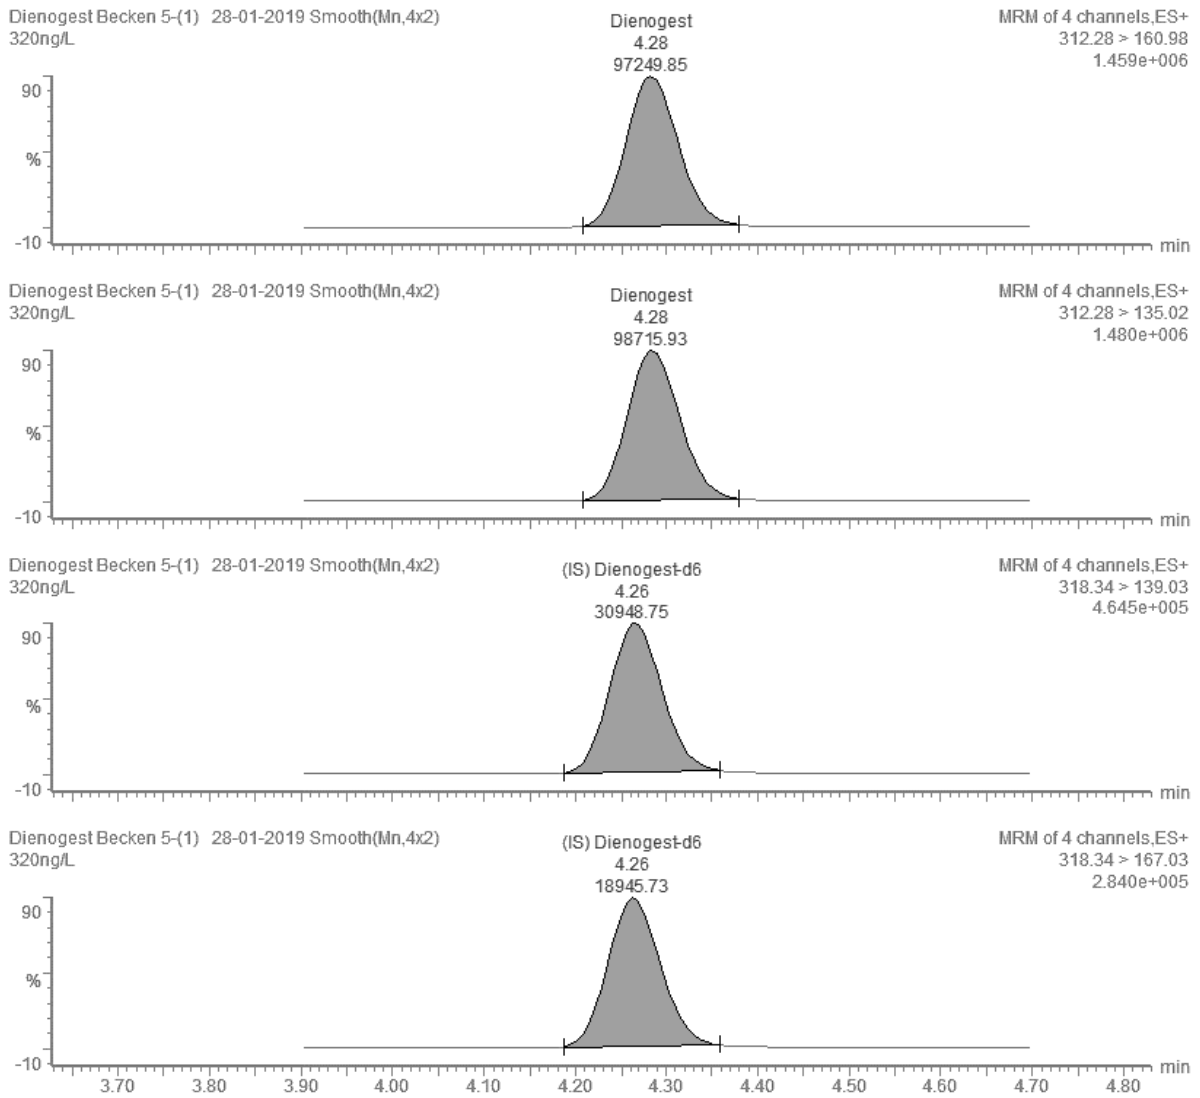 Dienogest Becken 5-(1) 28-01-2019 Smooth(Mn,4x2)
320ng/L
Dienogest
4.28
97249.85
MRM of 4 channels,ES+
312.28 > 160.98
1.459e+006
90
%
-10
min
Dienogest Becken 5-(1) 28-01-2019 Smooth(Mn,4x2)
320ng/L
Dienogest
4.28
98715.93
MRM of 4 channels,ES+
312.28 > 135.02
1.480e+006
90
%
-10
min
Dienogest Becken 5-(1) 28-01-2019 Smooth(Mn,4x2)
320ng/L
(IS) Dienogest-d6
4.26
30948.75
MRM of 4 channels,ES+
318.34 > 139.03
4.645e+005
90
%
-10
min
Dienogest Becken 5-(1) 28-01-2019 Smooth(Mn,4x2)
320ng/L
(IS) Dienogest-d6
4.26
18945.73
MRM of 4 channels,ES+
318.34 > 167.03
2.840e+005
90
%
-10
min
3.70 3.80 3.90 4.00 4.10 4.20 4.30 4.40 4.50 4.60 4.70 4.80